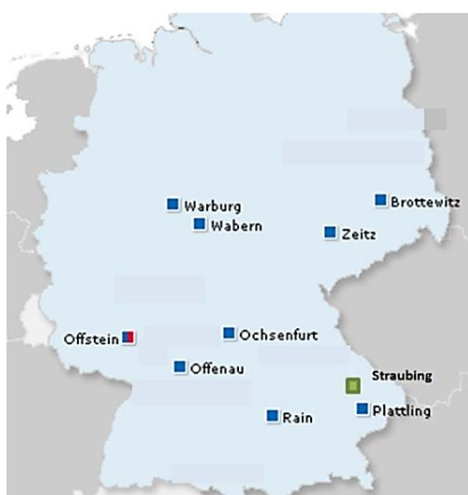 Warburg
Brottewitz
Wabern
Zeitz
Offstein
Ochsenfurt
Offenau
Straubing
Plattling
Rain